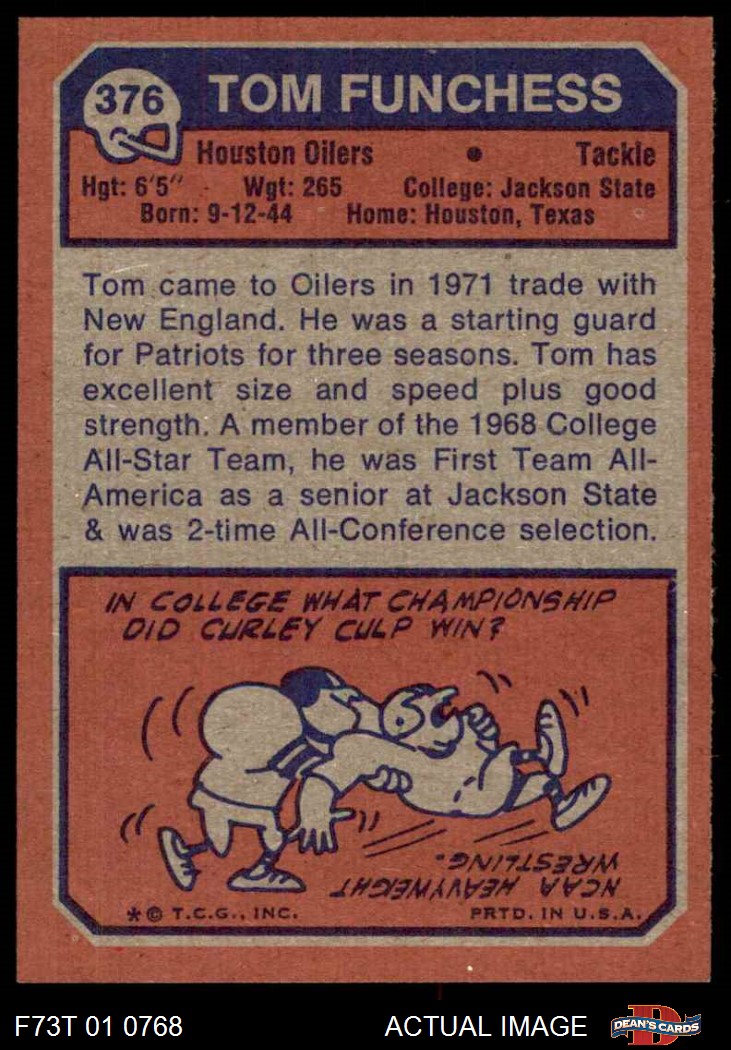 376
TOM FUNCHESS
Houston Oilers • Tackle
Hgt: 6'5" Wgt: 265 College: Jackson State
Born: 9-12-44 Home: Houston, Texas
Tom came to Oilers in 1971 trade with
New England. He was a starting guard
for Patriots for three seasons. Tom has
excellent size and speed plus good
strength. A member of the 1968 College
All-Star Team, he was First Team All-
America as a senior at Jackson State
& was 2-time All-Conference selection.
IN COLLEGE WHAT CHAMPIONSHIP
DID CURLEY CULP WIN?
NCAA HEAVYWEIGHT
WRESTLING.
* © T.C.G., INC. PRTD. IN U.S.A.
F73T 01 0768 ACTUAL IMAGE
D
DEAN'S CARDS